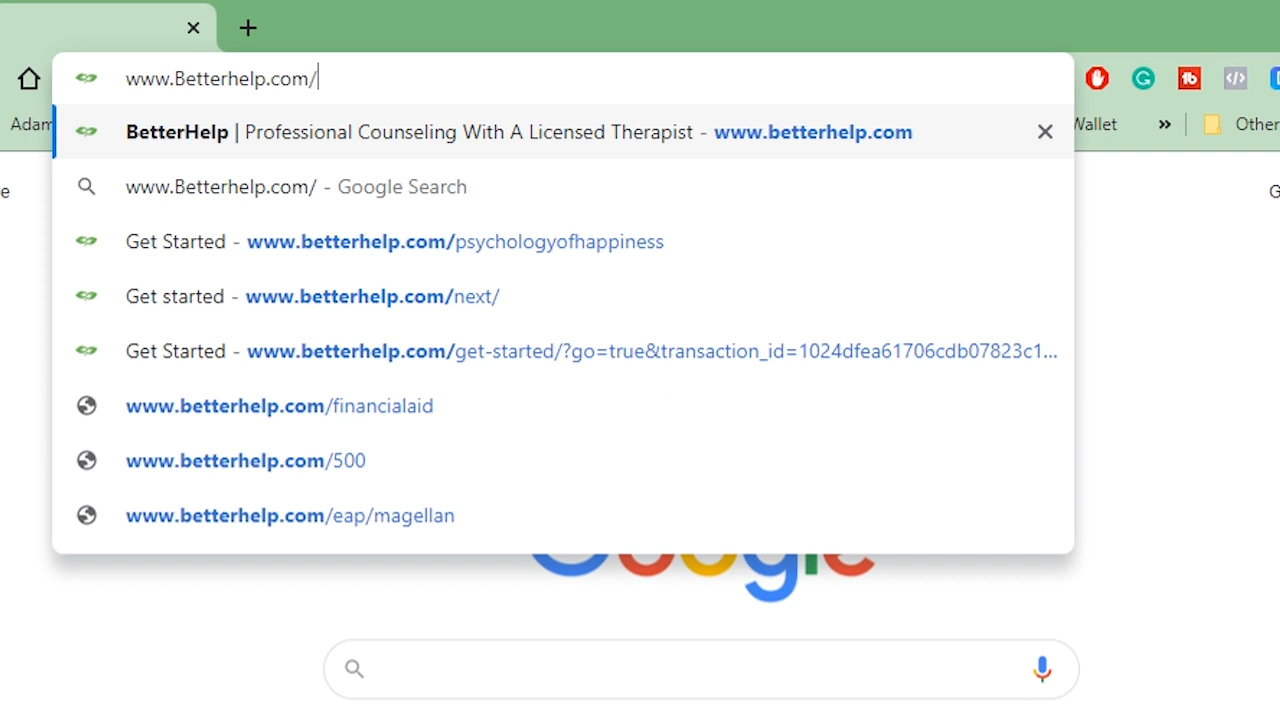 www.Betterhelp.com/
Adam
Wallet
»
Other
BetterHelp | Professional Counseling With A Licensed Therapist - www.betterhelp.com
e
G
www.Betterhelp.com/ - Google Search
Get Started - www.betterhelp.com/psychologyofhappiness
Get started - www.betterhelp.com/next/
Get Started - www.betterhelp.com/get-started/?go=true&transaction_id=1024dfea61706cdb07823c1...
www.betterhelp.com/financialaid
www.betterhelp.com/500
www.betterhelp.com/eap/magellan
Google